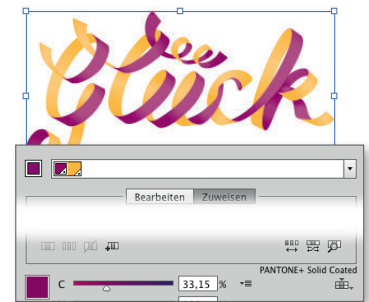 Glück
Bearbeiten Zuweisen
PANTONE+ Solid Coated
C 33,15 %